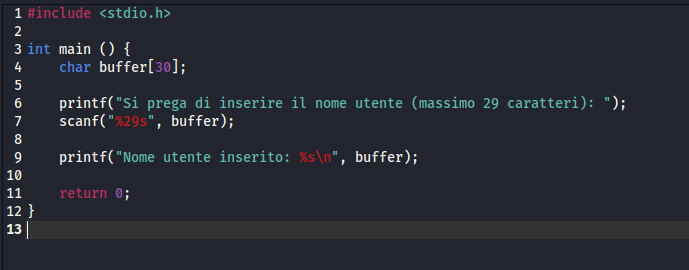 1 #include <stdio.h>
2
3 int main () {
4     char buffer[30];
5
6     printf("Si prega di inserire il nome utente (massimo 29 caratteri): ");
7     scanf("%29s", buffer);
8
9     printf("Nome utente inserito: %s\n", buffer);
10
11     return 0;
12 }
13